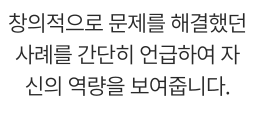 창의적으로 문제를 해결했던
사례를 간단히 언급하여 자
신의 역량을 보여줍니다.